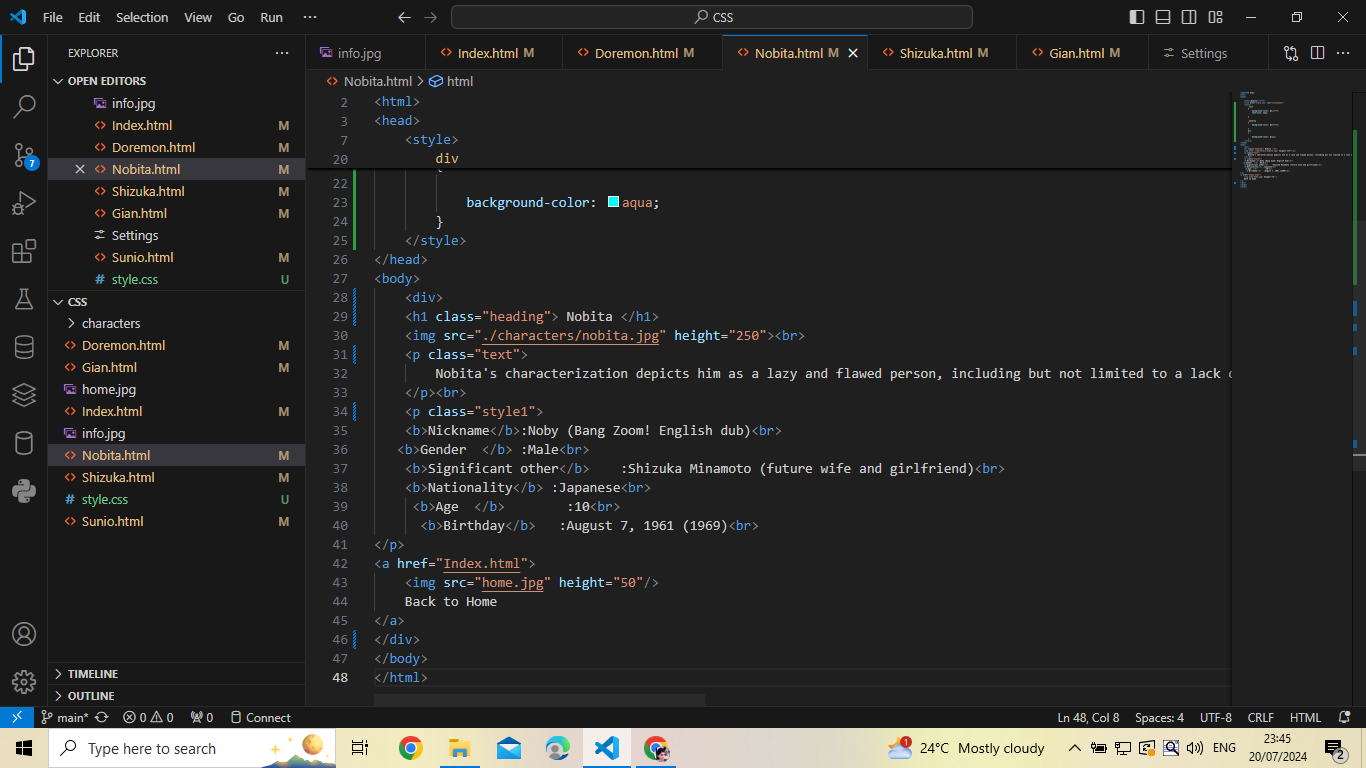 File Edit Selection View Go Run ···
CSS
EXPLORER
OPEN EDITORS
info.jpg
Index.html M
Doremon.html M
Nobita.html M
Shizuka.html M
Gian.html M
Settings
Sunio.html M
style.css U
CSS
characters
Doremon.html M
Gian.html M
home.jpg
Index.html M
info.jpg
Nobita.html M
Shizuka.html M
style.css U
Sunio.html M
TIMELINE
OUTLINE
7
info.jpg Index.html M Doremon.html M Nobita.html M Shizuka.html M Gian.html M Settings
Nobita.html > html
2 <html>
3 <head>
7 <style>
20 div
22
23 background-color: aqua;
24 }
25 </style>
26 </head>
27 <body>
28 <div>
29 <h1 class="heading"> Nobita </h1>
30 <img src="./characters/nobita.jpg" height="250"><br>
31 <p class="text">
32 Nobita's characterization depicts him as a lazy and flawed person, including but not limited to a lack
33 </p><br>
34 <p class="style1">
35 <b>Nickname</b>:Noby (Bang Zoom! English dub)<br>
36 <b>Gender </b> :Male<br>
37 <b>Significant other</b> :Shizuka Minamoto (future wife and girlfriend)<br>
38 <b>Nationality</b> :Japanese<br>
39 <b>Age </b> :10<br>
40 <b>Birthday</b> :August 7, 1961 (1969)<br>
41 </p>
42 <a href="Index.html">
43 <img src="home.jpg" height="50"/>
44 Back to Home
45 </a>
46 </div>
47 </body>
48 </html>
main* 0 0 0 Connect Ln 48, Col 8 Spaces: 4 UTF-8 CRLF HTML
Type here to search 1 24°C Mostly cloudy ENG 23:45
20/07/2024 2